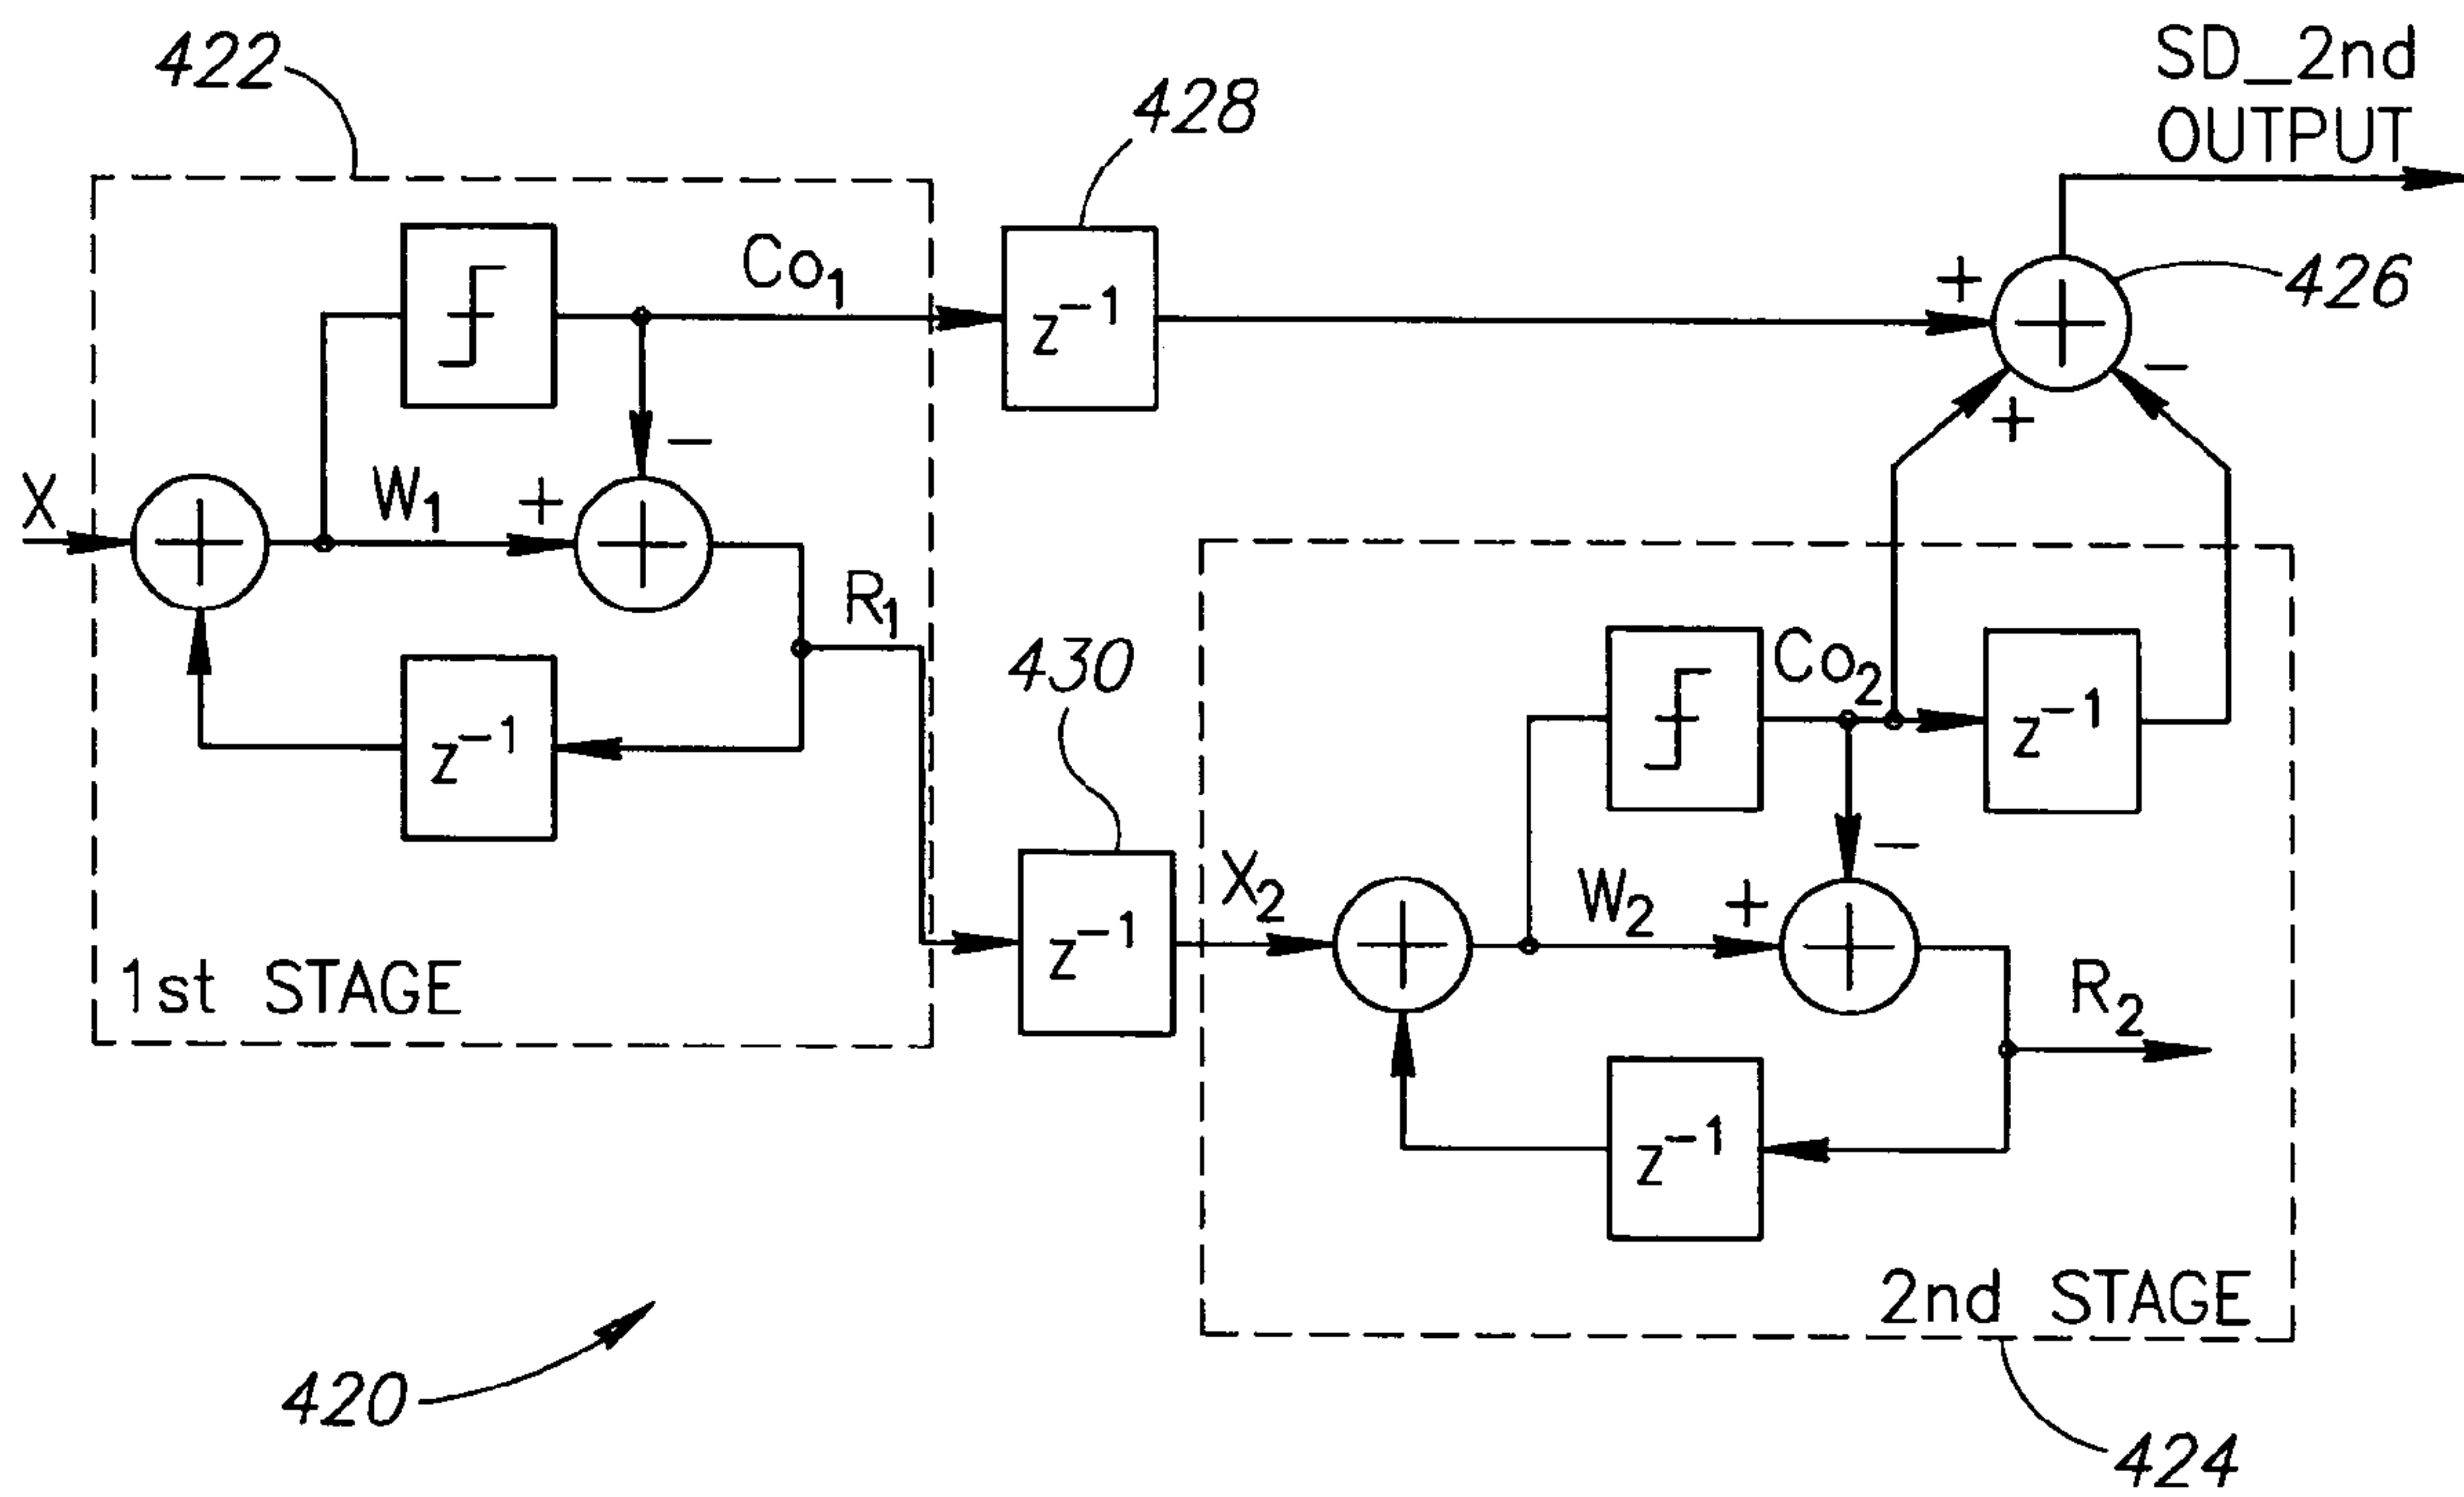 422
428
SD_2nd
OUTPUT
426
Co₁
z⁻¹
+
+
−
−
X
W₁
+
R₁
z⁻¹
430
Co₂
z⁻¹
−
X₂
W₂
+
z⁻¹
R₂
z⁻¹
1st STAGE
2nd STAGE
420
424